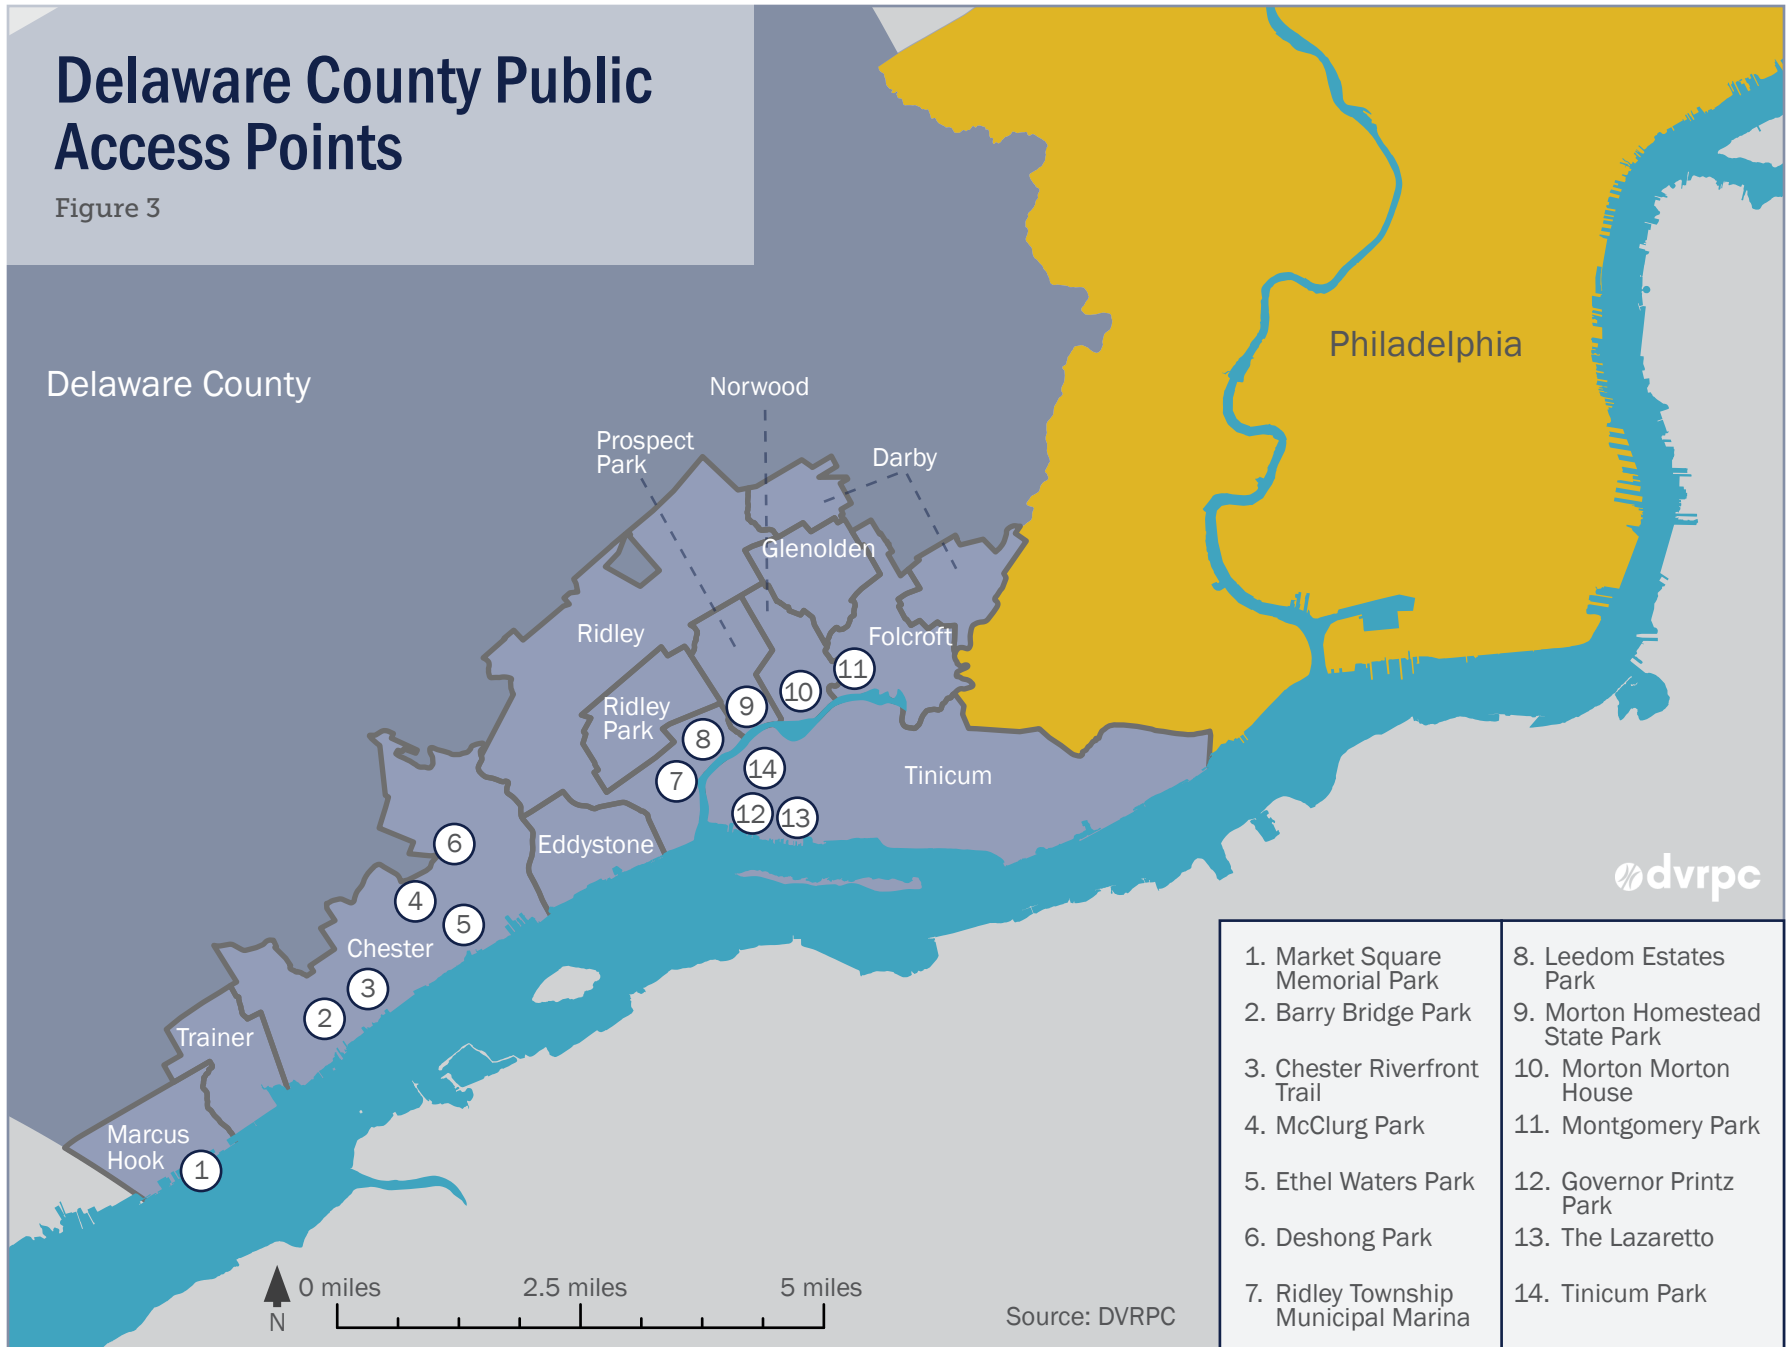 Delaware County Public
Access Points
Figure 3
Delaware County
Philadelphia
Norwood
Prospect
Park
Darby
Glenolden
Ridley
Folcroft
11
10
Ridley
Park
9
8
14
Tinicum
7
12
13
Eddystone
6
4
5
Chester
3
2
Trainer
Marcus
Hook
1
dvrpc
1. Market Square
Memorial Park
2. Barry Bridge Park
3. Chester Riverfront
Trail
4. McClurg Park
5. Ethel Waters Park
6. Deshong Park
7. Ridley Township
Municipal Marina
8. Leedom Estates
Park
9. Morton Homestead
State Park
10. Morton Morton
House
11. Montgomery Park
12. Governor Printz
Park
13. The Lazaretto
14. Tinicum Park
N
0 miles
2.5 miles
5 miles
Source: DVRPC